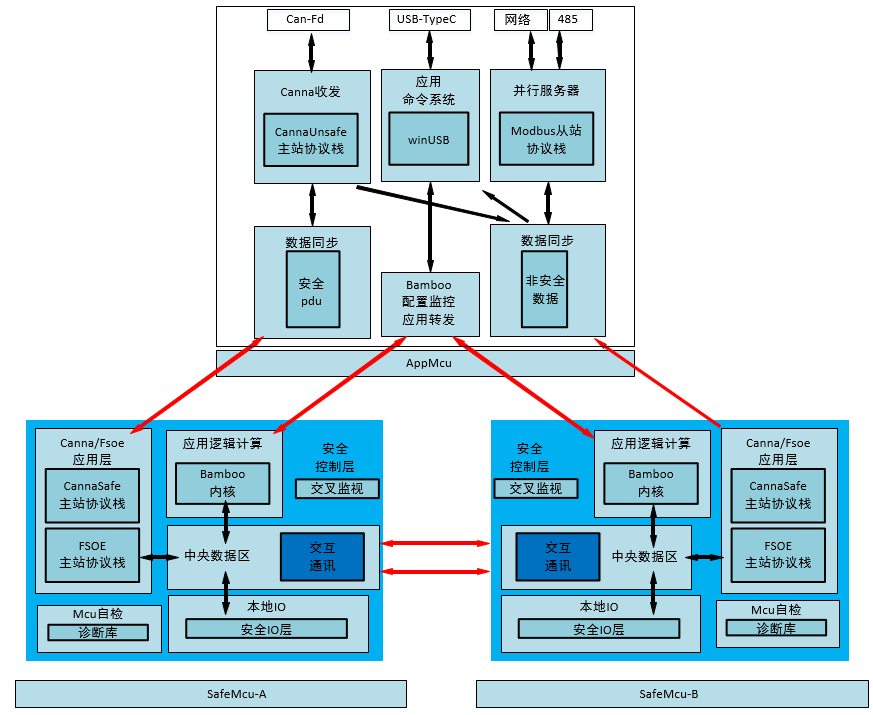 Can-Fd
USB-TypeC
网络
485
Canna收发
CannaUnsafe
主站协议栈
应用
命令系统
winUSB
并行服务器
Modbus从站
协议栈
数据同步
安全
pdu
Bamboo
配置监控
应用转发
数据同步
非安全
数据
AppMcu
Canna/Fsoe
应用层
CannaSafe
主站协议栈
FSOE
主站协议栈
应用逻辑计算
Bamboo
内核
安全
控制层
交叉监视
中央数据区
交互
通讯
Mcu自检
诊断库
本地IO
安全IO层
SafeMcu-A
安全
控制层
交叉监视
应用逻辑计算
Bamboo
内核
Canna/Fsoe
应用层
CannaSafe
主站协议栈
FSOE
主站协议栈
交互
通讯
中央数据区
本地IO
安全IO层
Mcu自检
诊断库
SafeMcu-B